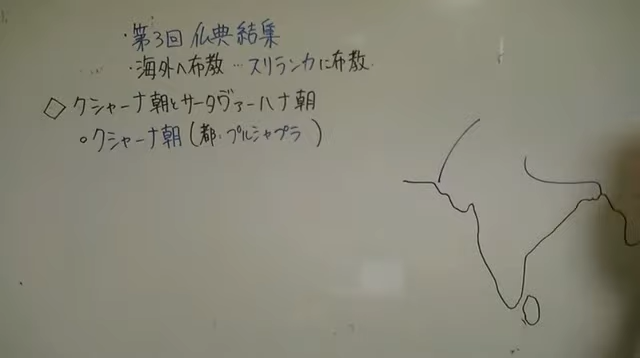 ・第3回 仏典結集
・海外へ布教…スリランカに布教
◇クシャーナ朝とサータヴァーハナ朝
○クシャーナ朝(都:プルシャプラ)